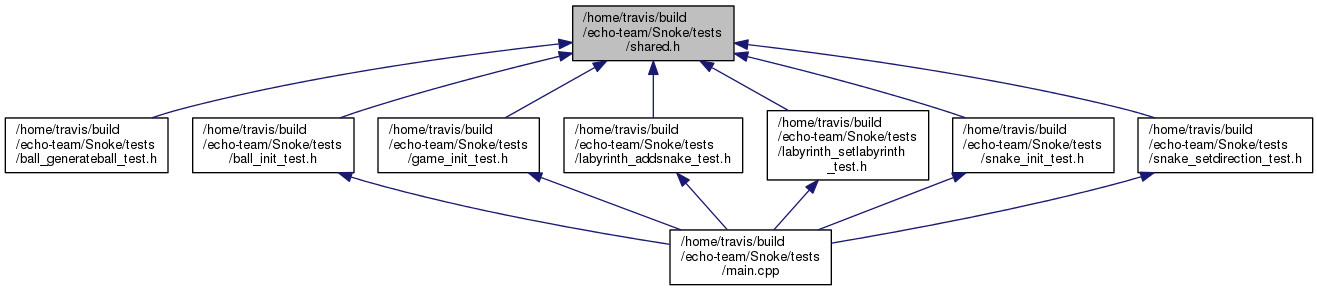 /home/travis/build
/echo-team/Snoke/tests
/shared.h
/home/travis/build
/echo-team/Snoke/tests
/ball_generateball_test.h
/home/travis/build
/echo-team/Snoke/tests
/ball_init_test.h
/home/travis/build
/echo-team/Snoke/tests
/game_init_test.h
/home/travis/build
/echo-team/Snoke/tests
/labyrinth_addsnake_test.h
/home/travis/build
/echo-team/Snoke/tests
/labyrinth_setlabyrinth
_test.h
/home/travis/build
/echo-team/Snoke/tests
/snake_init_test.h
/home/travis/build
/echo-team/Snoke/tests
/snake_setdirection_test.h
/home/travis/build
/echo-team/Snoke/tests
/main.cpp